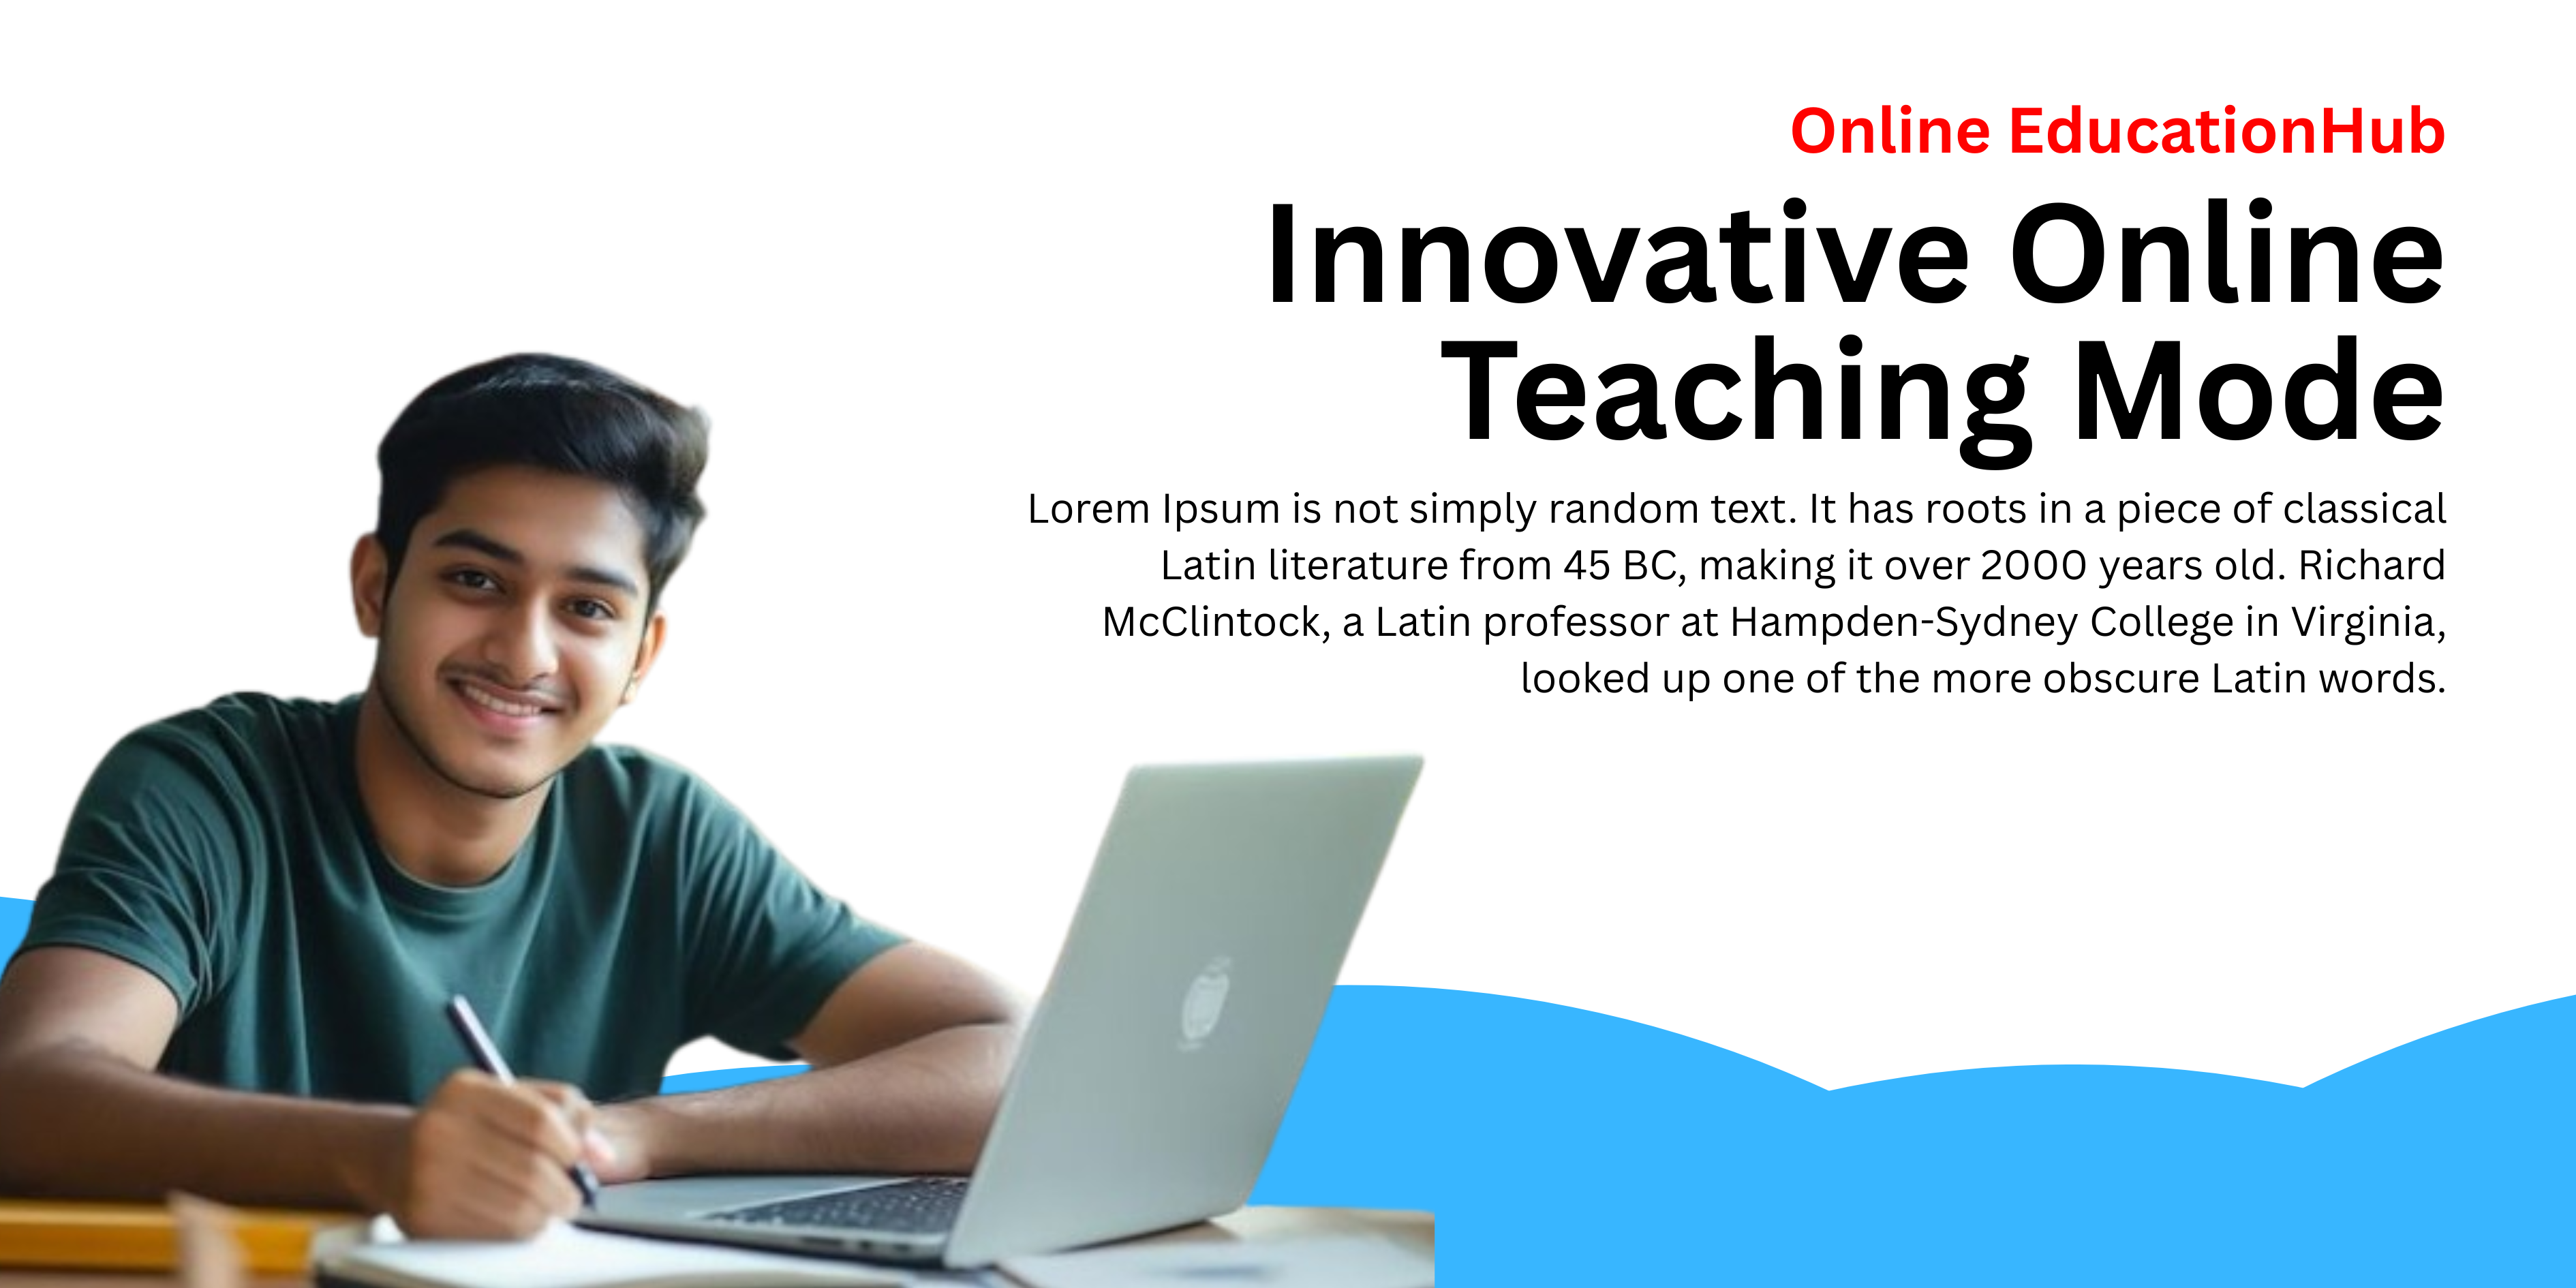 Online EducationHub
Innovative Online
Teaching Mode
Lorem Ipsum is not simply random text. It has roots in a piece of classical
Latin literature from 45 BC, making it over 2000 years old. Richard
McClintock, a Latin professor at Hampden-Sydney College in Virginia,
looked up one of the more obscure Latin words.